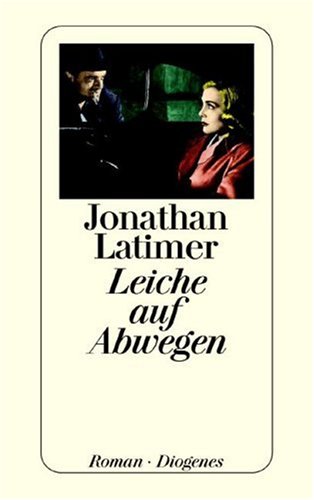 Jonathan
Latimer
Leiche
auf
Abwegen
Roman · Diogenes